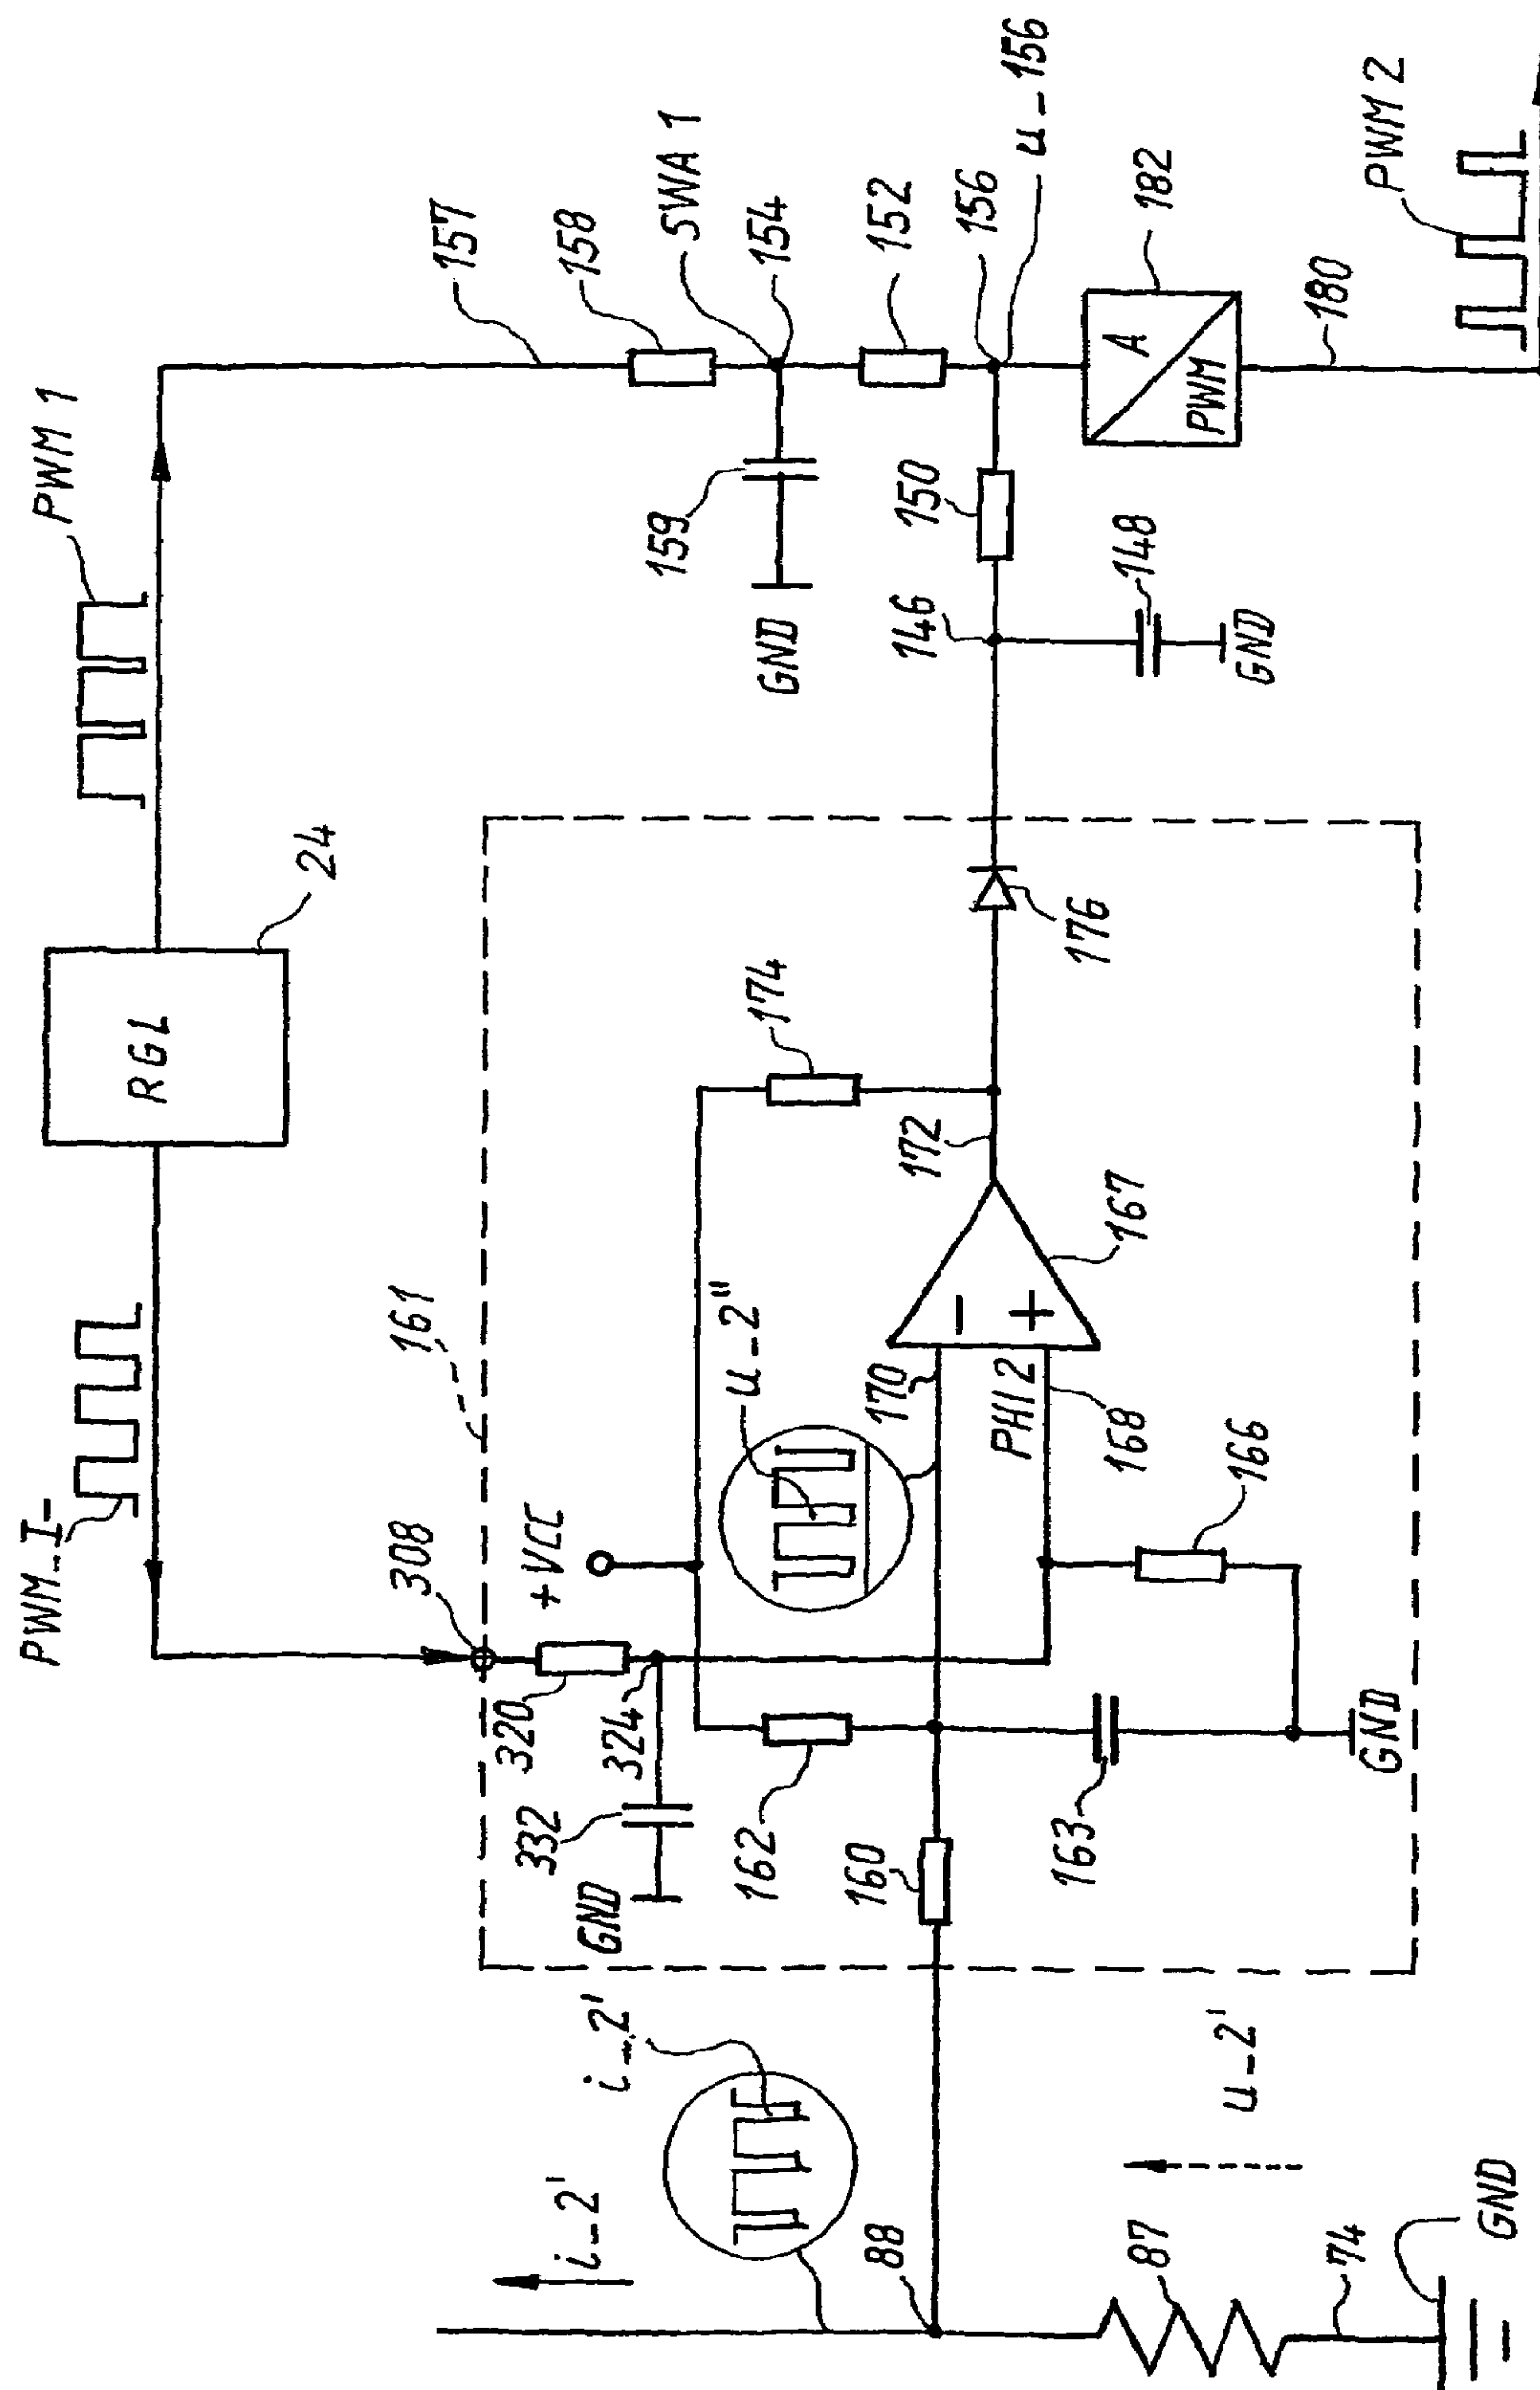 PWM_I-
PWM 1
RGL
24
161
308
+VCC
320
324
332
GND
162
160
163
u_2"
170
PHI 2
168
166
GND
167
172
174
176
157
158
SWA 1
154
159
GND
152
156
u_156
150
146
148
GND
A
PWM
182
180
PWM 2
i_2'
i_2'
88
87
74
u_2'
GND